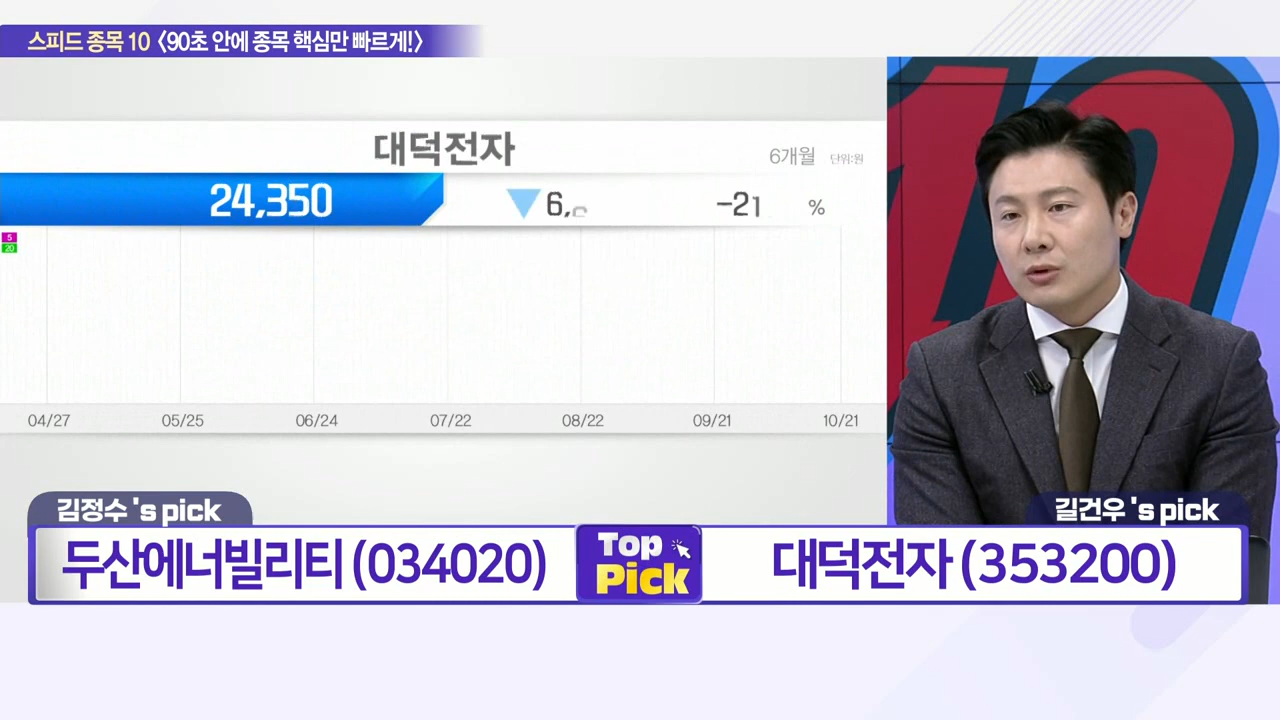 스피드 종목 10 <90초 안에 종목 핵심만 빠르게!>
대덕전자
6개월 단위:원
24,350 ▼6, -21 %
5
20
04/27 05/25 06/24 07/22 08/22 09/21 10/21
김정수 's pick
길건우 's pick
두산에너빌리티 (034020)
Top
Pick
대덕전자 (353200)